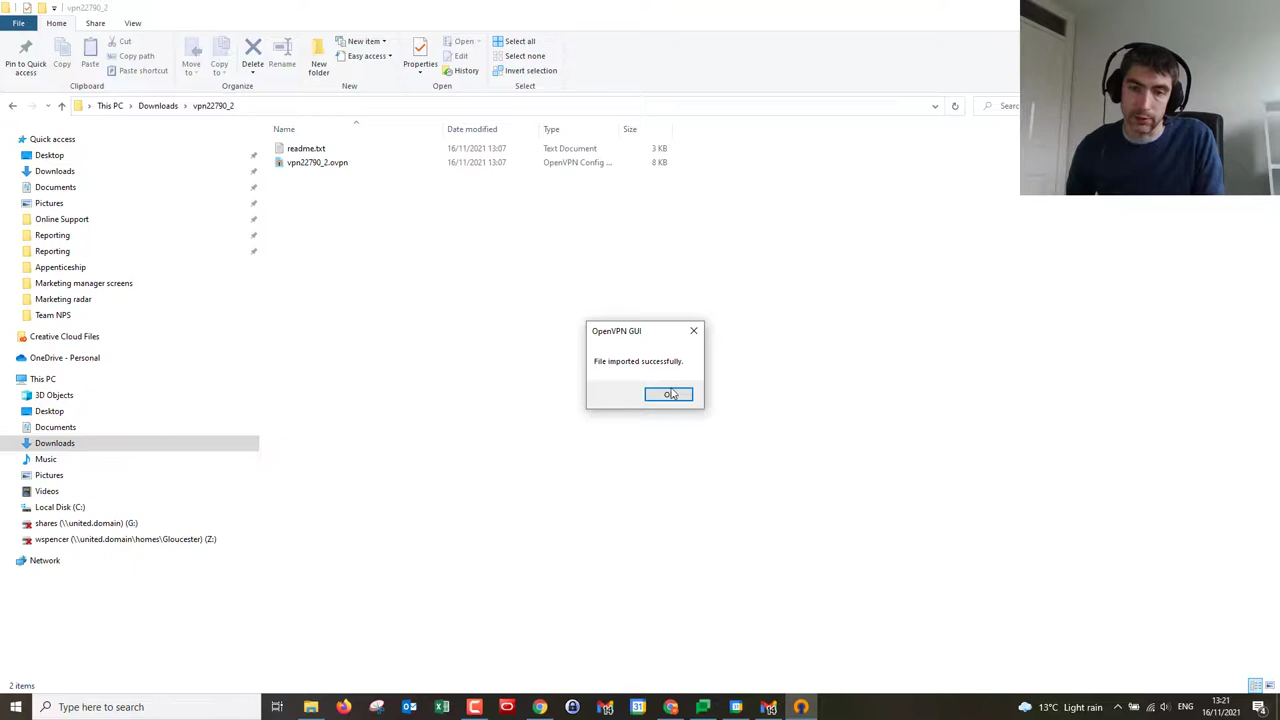 vpn22790_2
File
Home
Share
View
Pin to Quick access
Copy
Paste
Cut
Copy path
Paste shortcut
Clipboard
Move to
Copy to
Delete
Rename
Organize
New folder
New item
Easy access
New
Properties
Open
Edit
History
Open
Select all
Select none
Invert selection
Select
This PC
Downloads
vpn22790_2
Name
Date modified
Type
Size
readme.txt
16/11/2021 13:07
Text Document
3 KB
vpn22790_2.ovpn
16/11/2021 13:07
OpenVPN Config ...
8 KB
Quick access
Desktop
Downloads
Documents
Pictures
Online Support
Reporting
Reporting
Appenticeship
Marketing manager screens
Marketing radar
Team NPS
Creative Cloud Files
OneDrive - Personal
This PC
3D Objects
Desktop
Documents
Downloads
Music
Pictures
Videos
Local Disk (C:)
shares (\\united.domain) (G:)
wspencer (\\united.domain\homes\Gloucester) (Z:)
Network
OpenVPN GUI
File imported successfully.
2 items
Type here to search
13°C Light rain
ENG
13:21
16/11/2021